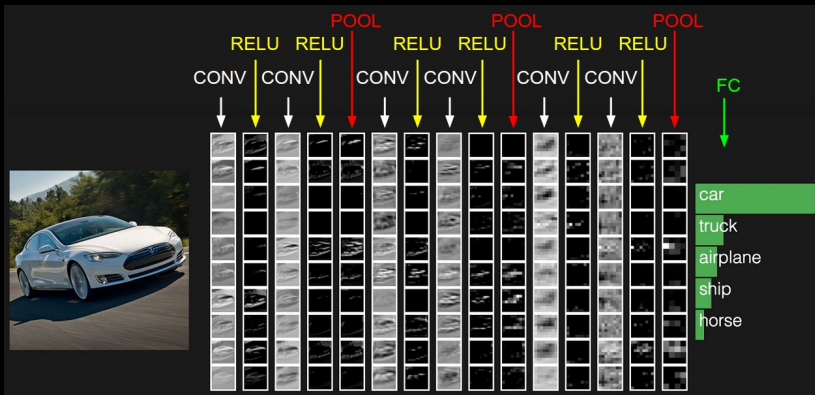 POOL POOL POOL
RELU RELU RELU RELU RELU RELU
CONV CONV CONV CONV CONV CONV
FC
car
truck
airplane
ship
horse